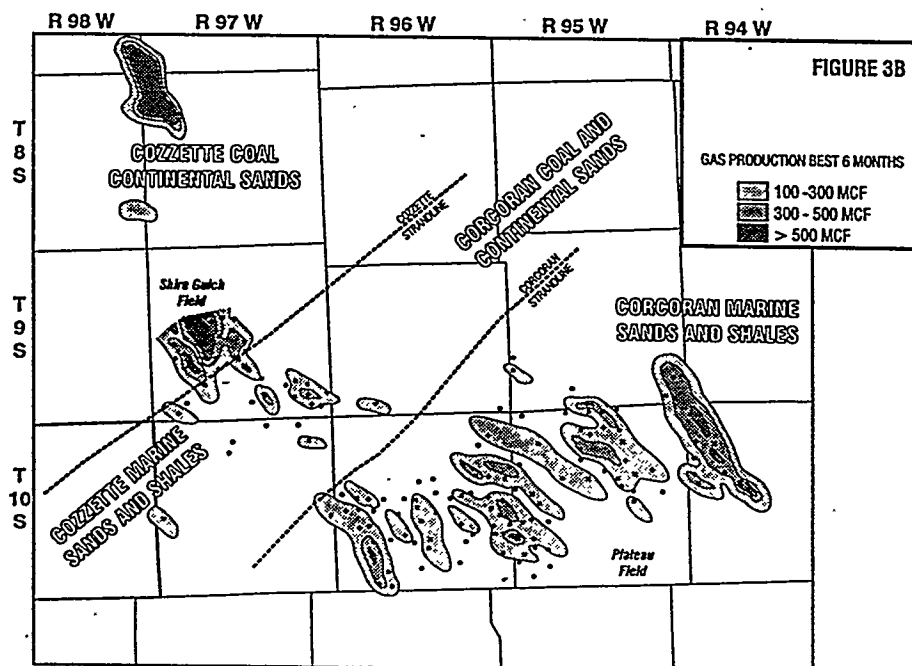 R 98 W
R 97 W
R 96 W
R 95 W
R 94 W
FIGURE 3B
GAS PRODUCTION BEST 6 MONTHS
100 -300 MCF
300 - 500 MCF
> 500 MCF
T
8
S
COZZETTE COAL
CONTINENTAL SANDS
COZZETTE
STRANDLINE
CORCORAN COAL AND
CONTINENTAL SANDS
T
9
S
Shire Gulch
Field
CORCORAN
STRANDLINE
CORCORAN MARINE
SANDS AND SHALES
T
10
S
COZZETTE MARINE
SANDS AND SHALES
Plateau
Field